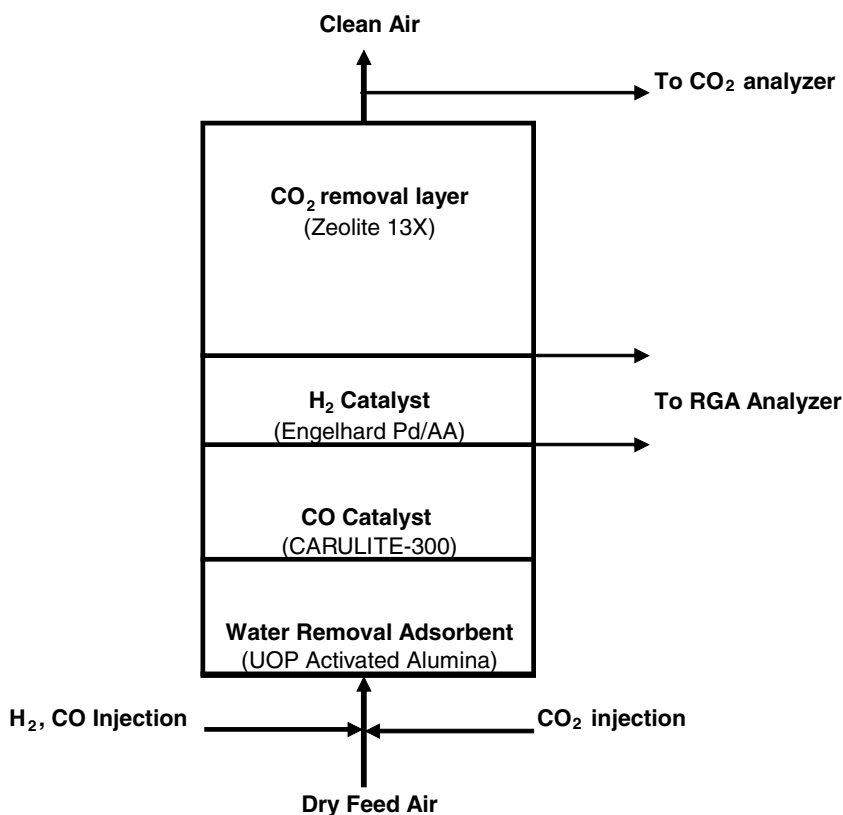 Clean Air
To CO₂ analyzer
CO₂ removal layer
(Zeolite 13X)
H₂ Catalyst
(Engelhard Pd/AA)
To RGA Analyzer
CO Catalyst
(CARULITE-300)
Water Removal Adsorbent
(UOP Activated Alumina)
H₂, CO Injection
CO₂ injection
Dry Feed Air